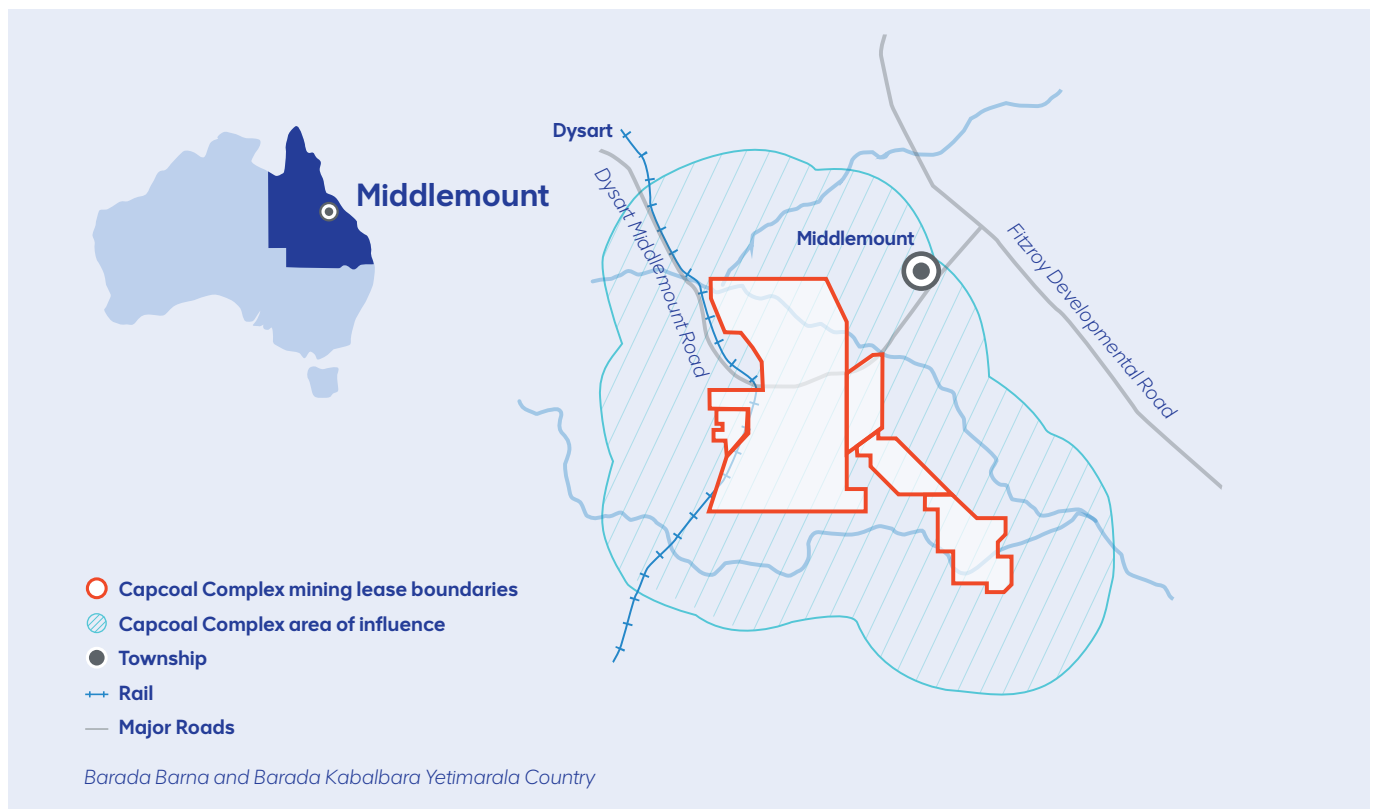 Dysart
Middlemount
Dysart Middlemount Road
Middlemount
Fitzroy Developmental Road
Capcoal Complex mining lease boundaries
Capcoal Complex area of influence
Township
Rail
Major Roads
Barada Barna and Barada Kabalbara Yetimarala Country